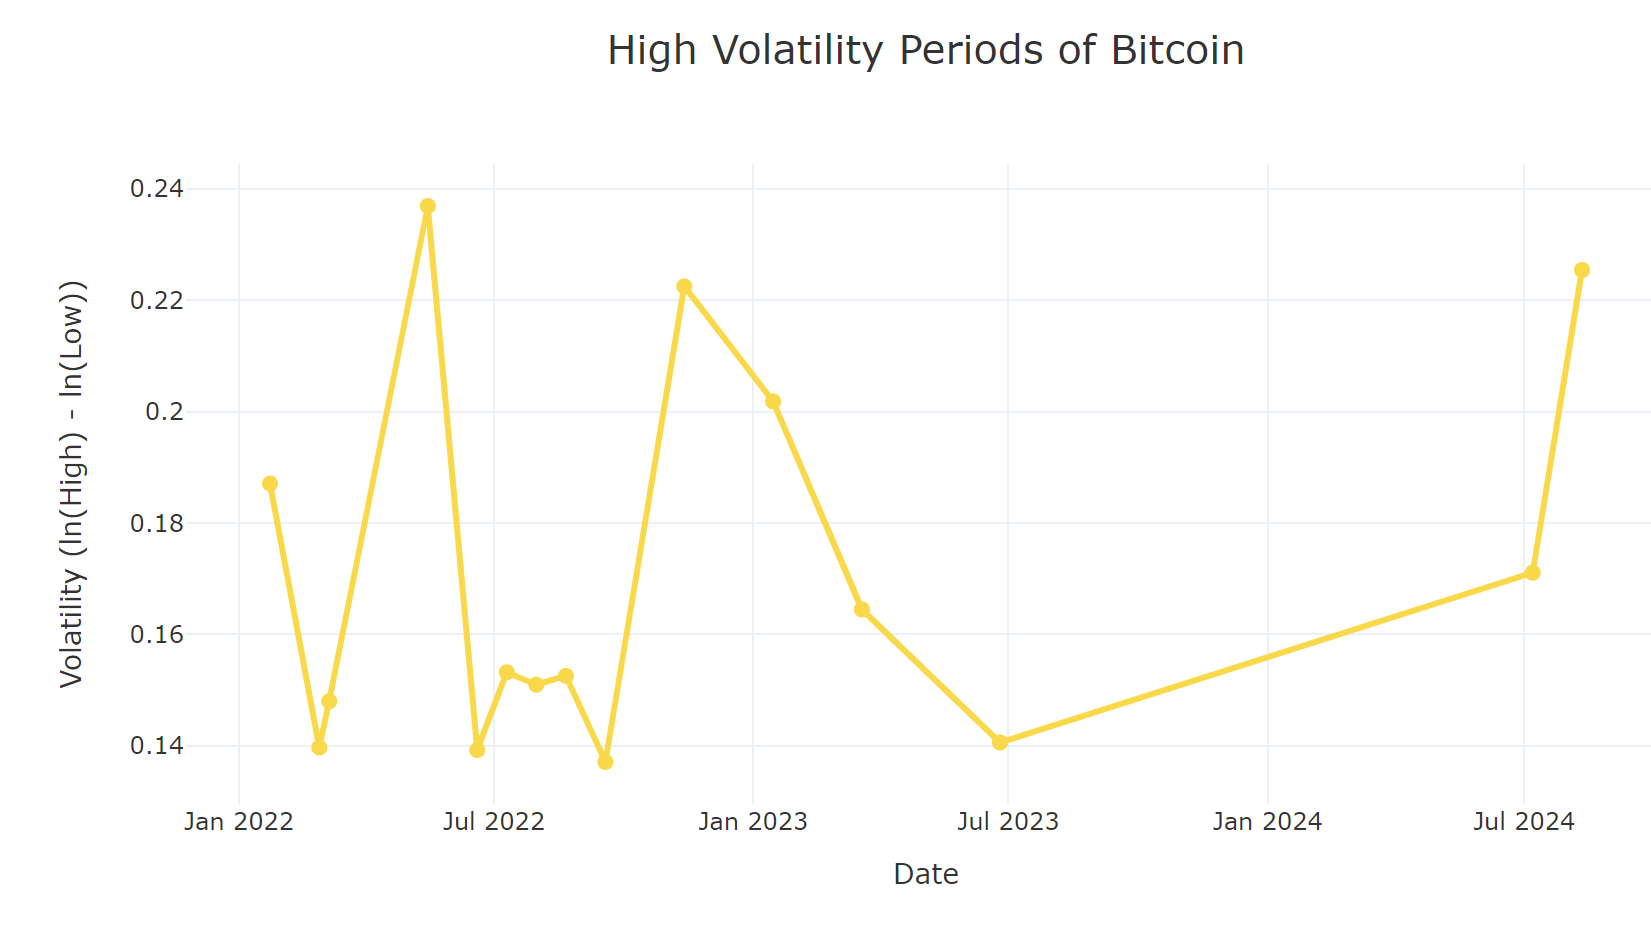 High Volatility Periods of Bitcoin
Volatility (ln(High) - ln(Low))
0.24
0.22
0.2
0.18
0.16
0.14
Jan 2022
Jul 2022
Jan 2023
Jul 2023
Jan 2024
Jul 2024
Date